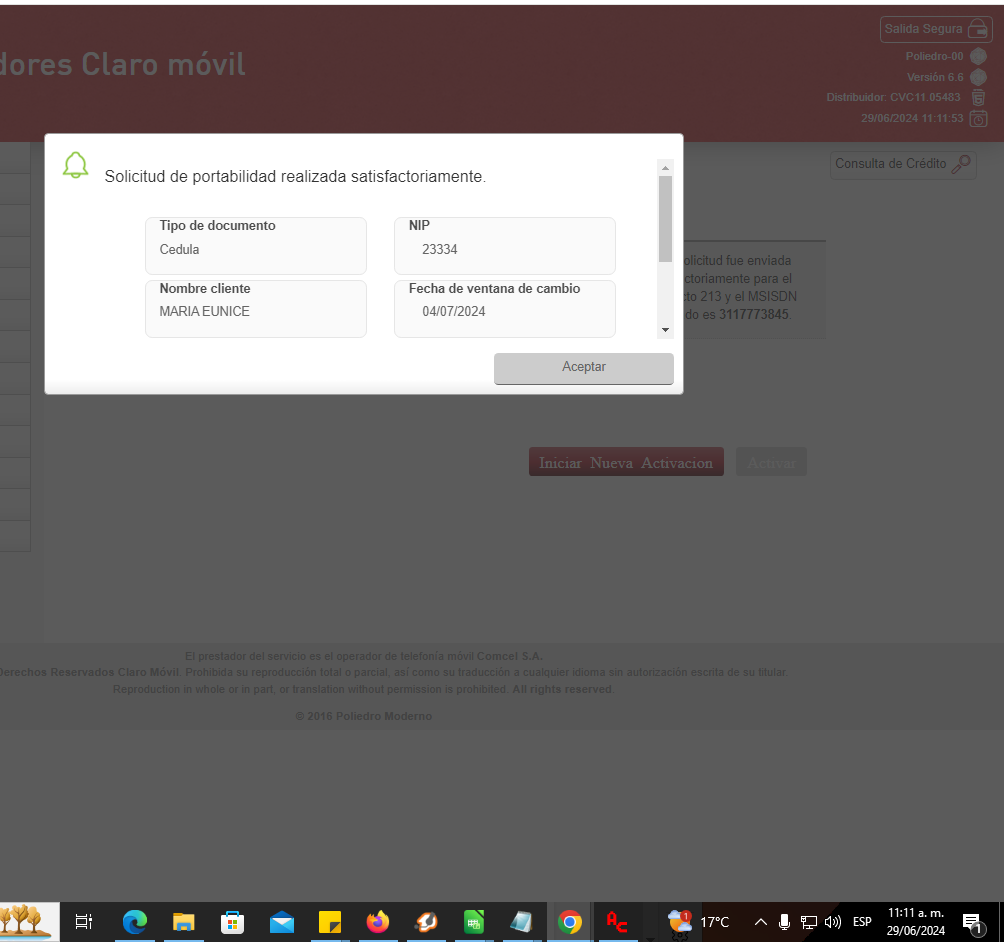 Salida Segura
dores Claro móvil
Poliedro-00
Versión 6.6
Distribuidor: CVC11.05483
29/06/2024 11:11:53
Consulta de Crédito
Solicitud de portabilidad realizada satisfactoriamente.
Tipo de documento
Cedula
NIP
23334
Nombre cliente
MARIA EUNICE
Fecha de ventana de cambio
04/07/2024
Aceptar
olicitud fue enviada
ctoriamente para el
to 213 y el MSISDN
do es 3117773845.
Iniciar Nueva Activacion
Activar
El prestador del servicio es el operador de telefonía móvil Comcel S.A.
Derechos Reservados Claro Móvil. Prohibida su reproducción total o parcial, así como su traducción a cualquier idioma sin autorización escrita de su titular.
Reproduction in whole or in part, or translation without permission is prohibited. All rights reserved.
© 2016 Poliedro Moderno
1
17°C
ESP
11:11 a. m.
29/06/2024
1